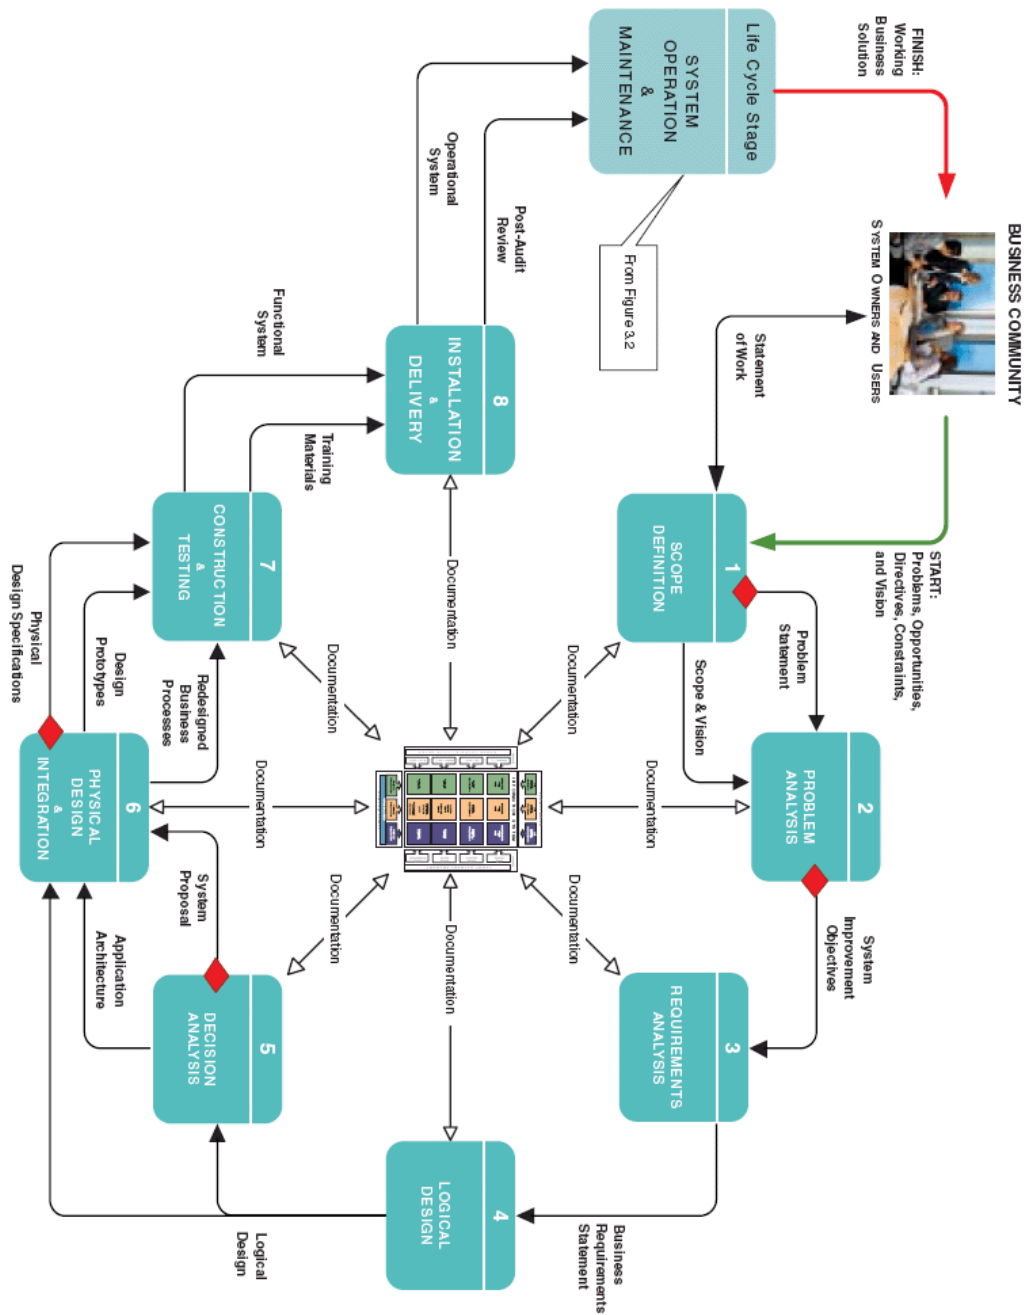 BUSINESS COMMUNITY
SYSTEM OWNERS AND USERS
FINISH:
Working
Business
Solution
START:
Problems, Opportunities,
Directives, Constraints,
and Vision
Life Cycle Stage
SYSTEM
OPERATION
&
MAINTENANCE
From Figure 3.2
Statement
of Work
1
SCOPE
DEFINITION
Problem
Statement
Scope & Vision
2
PROBLEM
ANALYSIS
System
Improvement
Objectives
3
REQUIREMENTS
ANALYSIS
Business
Requirements
Statement
4
LOGICAL
DESIGN
Logical
Design
5
DECISION
ANALYSIS
System
Proposal
Application
Architecture
6
PHYSICAL
DESIGN
&
INTEGRATION
Redesigned
Business
Processes
Design
Prototypes
Physical
Design Specifications
7
CONSTRUCTION
&
TESTING
Functional
System
Training
Materials
8
INSTALLATION
&
DELIVERY
Operational
System
Post-Audit
Review
Documentation
Documentation
Documentation
Documentation
Documentation
Documentation
Documentation
Documentation